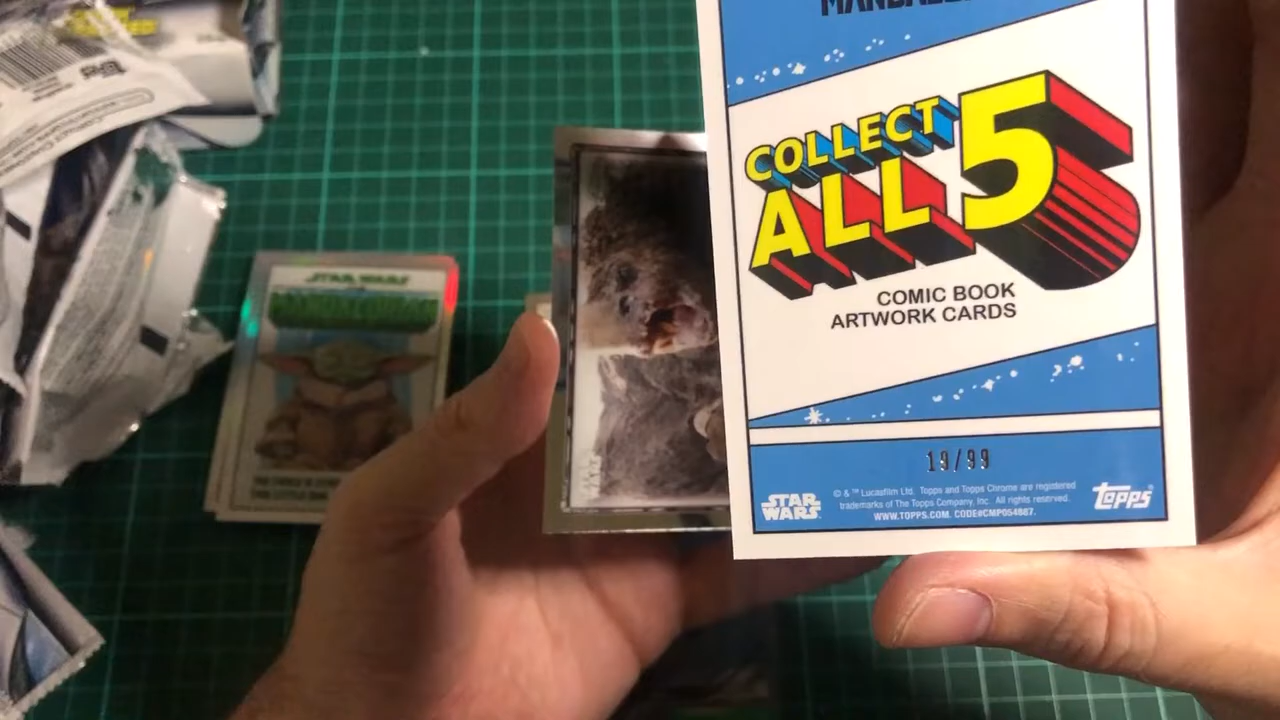 COLLECT
ALL 5
COMIC BOOK
ARTWORK CARDS
19/99
STAR WARS
© & ™ Lucasfilm Ltd. Topps and Topps Chrome are registered
trademarks of The Topps Company, Inc. All rights reserved.
WWW.TOPPS.COM. CODE#CMP054887.
topps®
STAR WARS